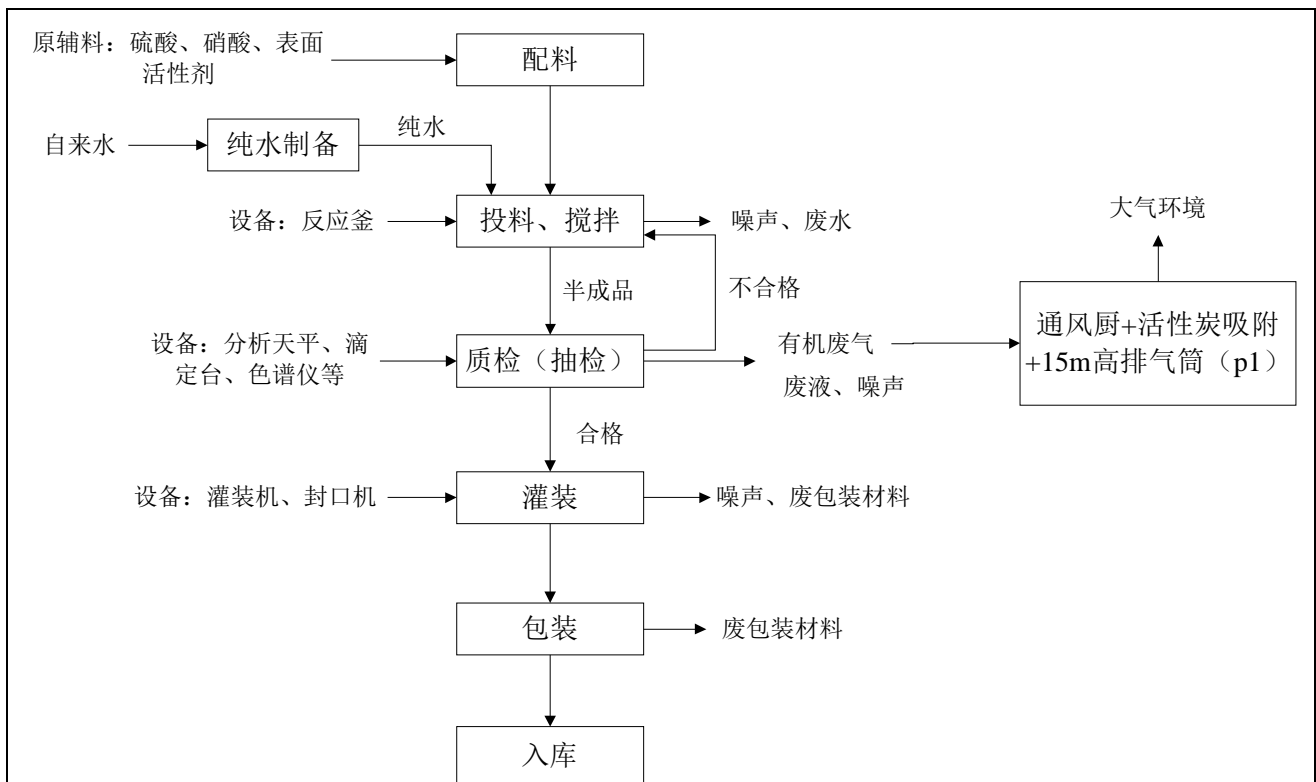 原辅料：硫酸、硝酸、表面
活性剂
配料
自来水
纯水制备
纯水
设备：反应釜
投料、搅拌
噪声、废水
大气环境
半成品
不合格
设备：分析天平、滴
定台、色谱仪等
质检（抽检）
有机废气
废液、噪声
通风厨+活性炭吸附
+15m高排气筒（p1）
合格
设备：灌装机、封口机
灌装
噪声、废包装材料
包装
废包装材料
入库